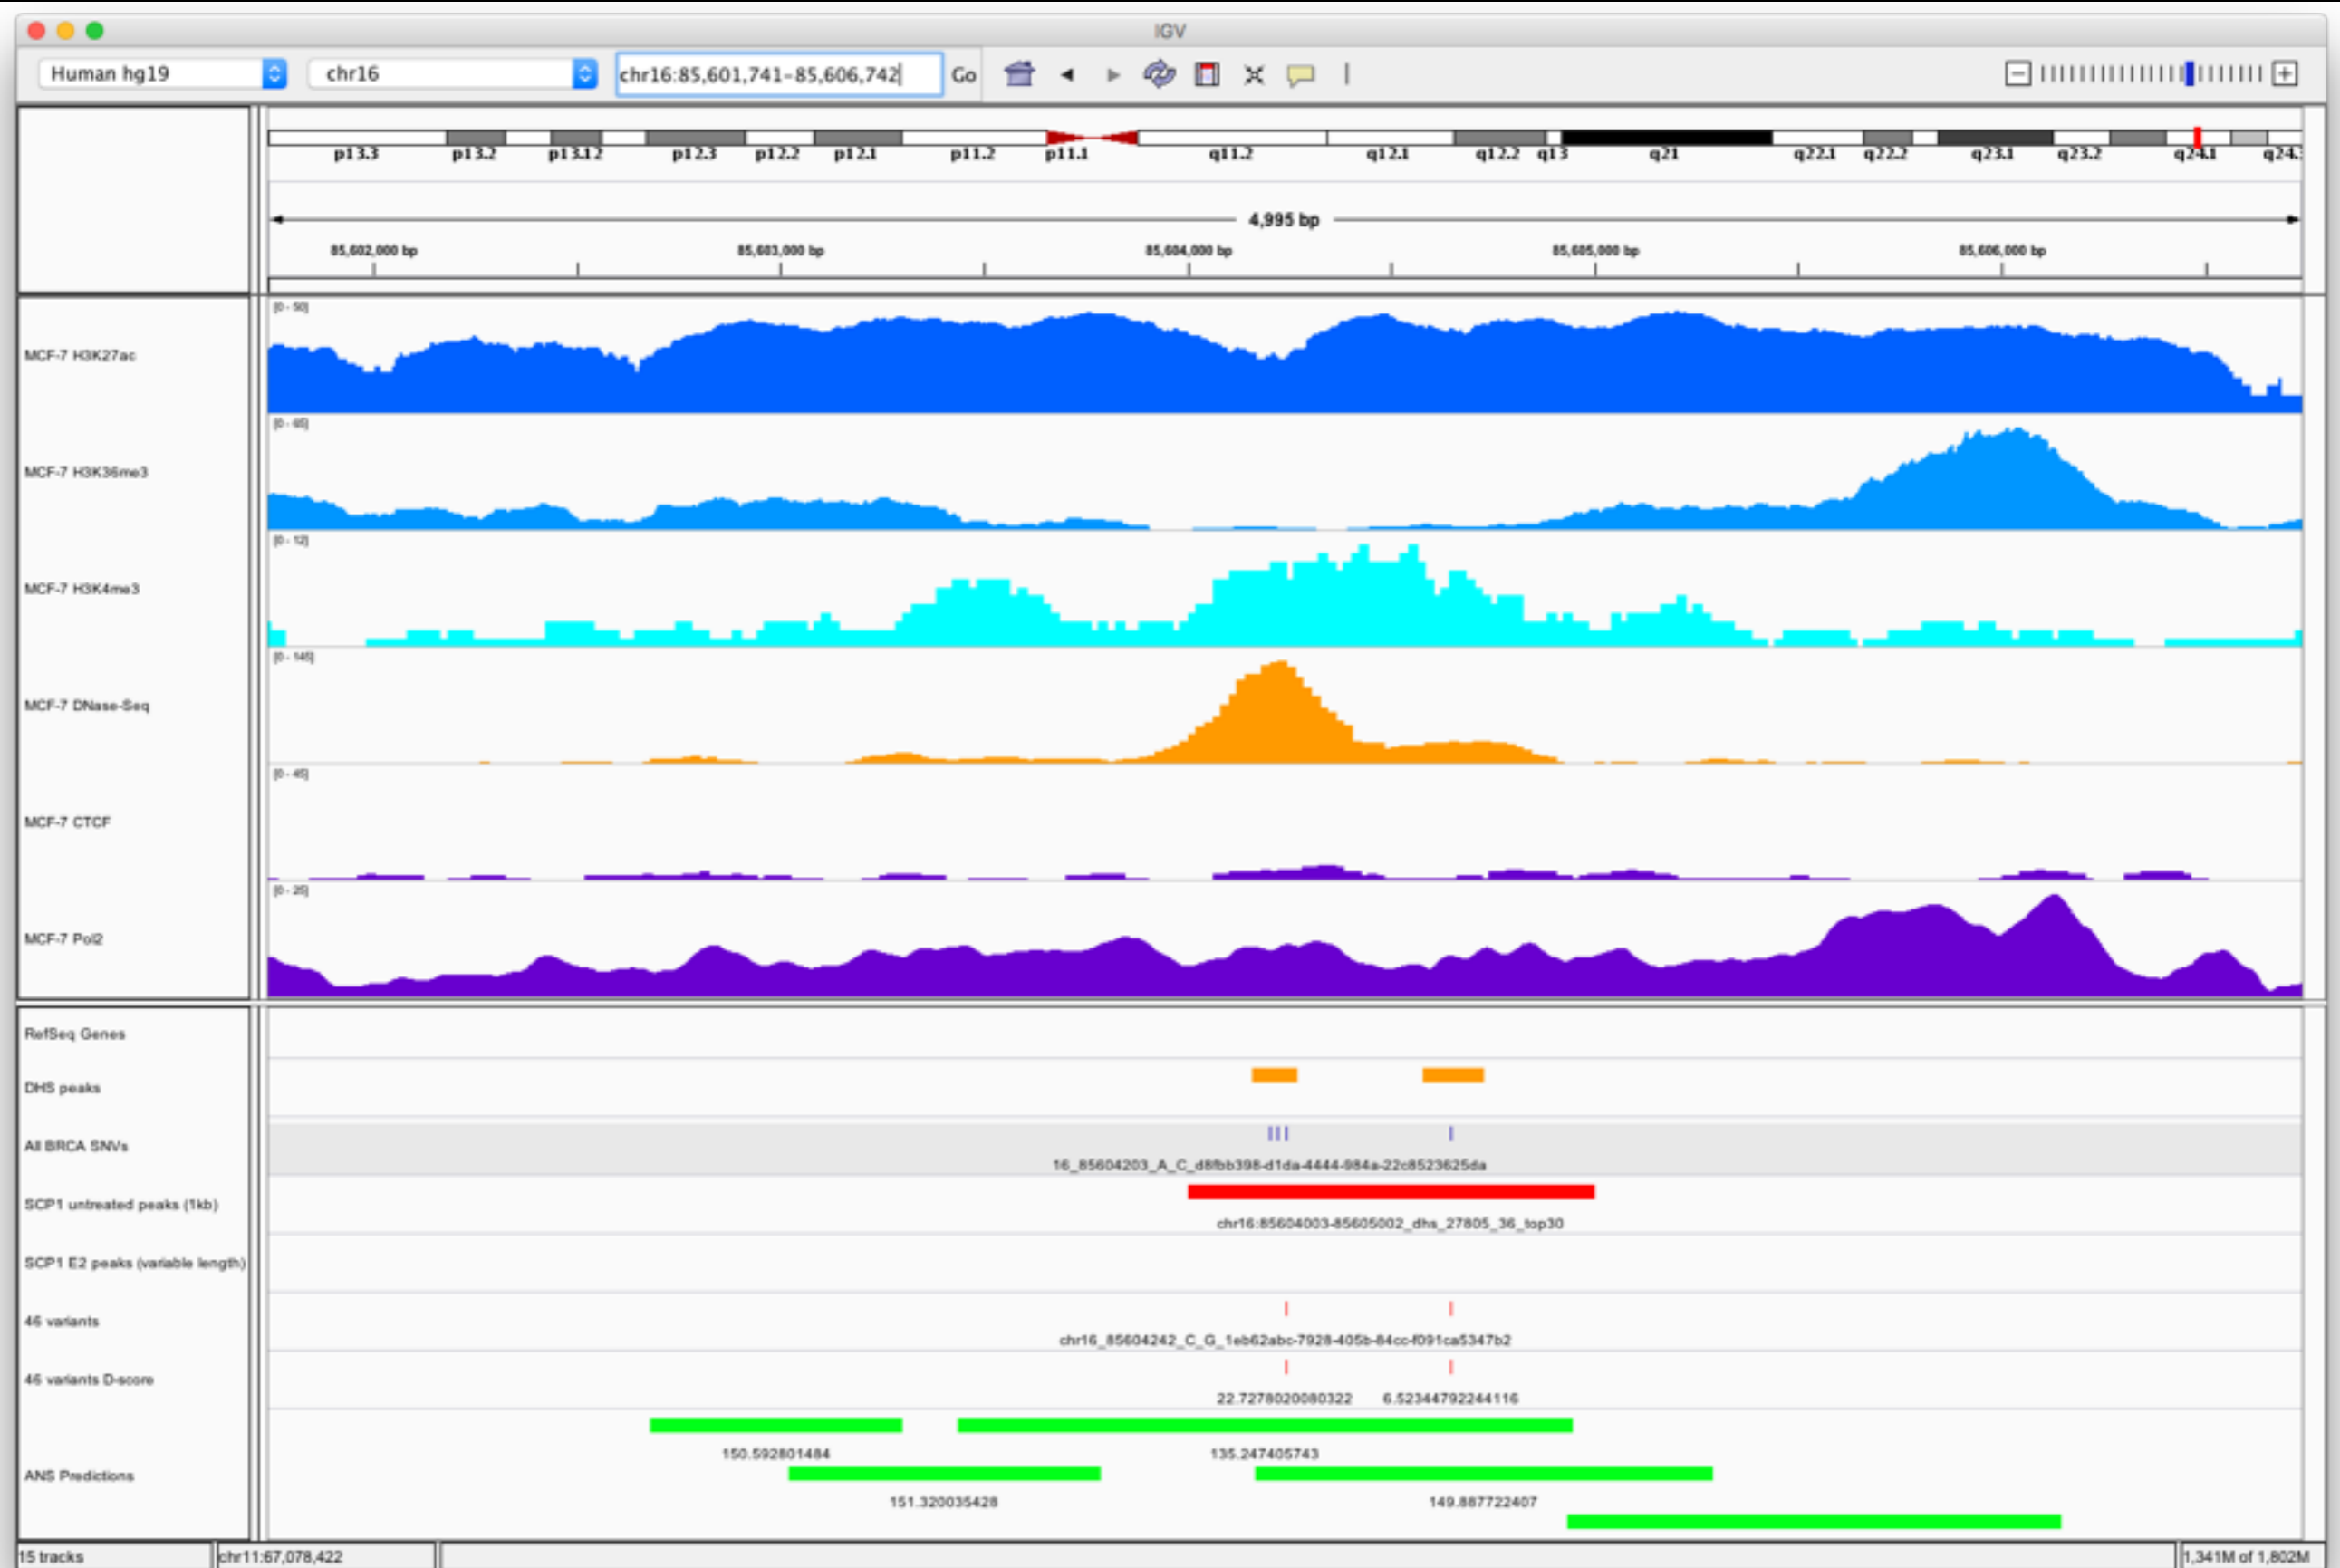 IGV
Human hg19 chr16 chr16:85,601,741-85,606,742 Go
p13.3 p13.2 p13.12 p12.3 p12.2 p12.1 p11.2 p11.1 q11.2 q12.1 q12.2 q13 q21 q22.1 q22.2 q23.1 q23.2 q24.1
4,995 bp
85,602,000 bp 85,603,000 bp 85,604,000 bp 85,605,000 bp 85,606,000 bp
[0 - 50]
MCF-7 H3K27ac
[0 - 65]
MCF-7 H3K36me3
[0 - 12]
MCF-7 H3K4me3
[0 - 145]
MCF-7 DNase-Seq
[0 - 45]
MCF-7 CTCF
[0 - 25]
MCF-7 Pol2
RefSeq Genes
DHS peaks
All BRCA SNVs
16_85604203_A_C_d8fbb398-d1da-4444-984a-22c8523625da
SCP1 untreated peaks (1kb)
chr16:85604003-85605002_dhs_27805_36_top30
SCP1 E2 peaks (variable length)
46 variants
chr16_85604242_C_G_1eb62abc-7928-405b-84cc-f091ca5347b2
46 variants D-score
22.7278020080322 6.52344792244116
150.592801484 135.247405743
ANS Predictions
151.320035428 149.887722407
15 tracks chr11:67,078,422 1,341M of 1,802M